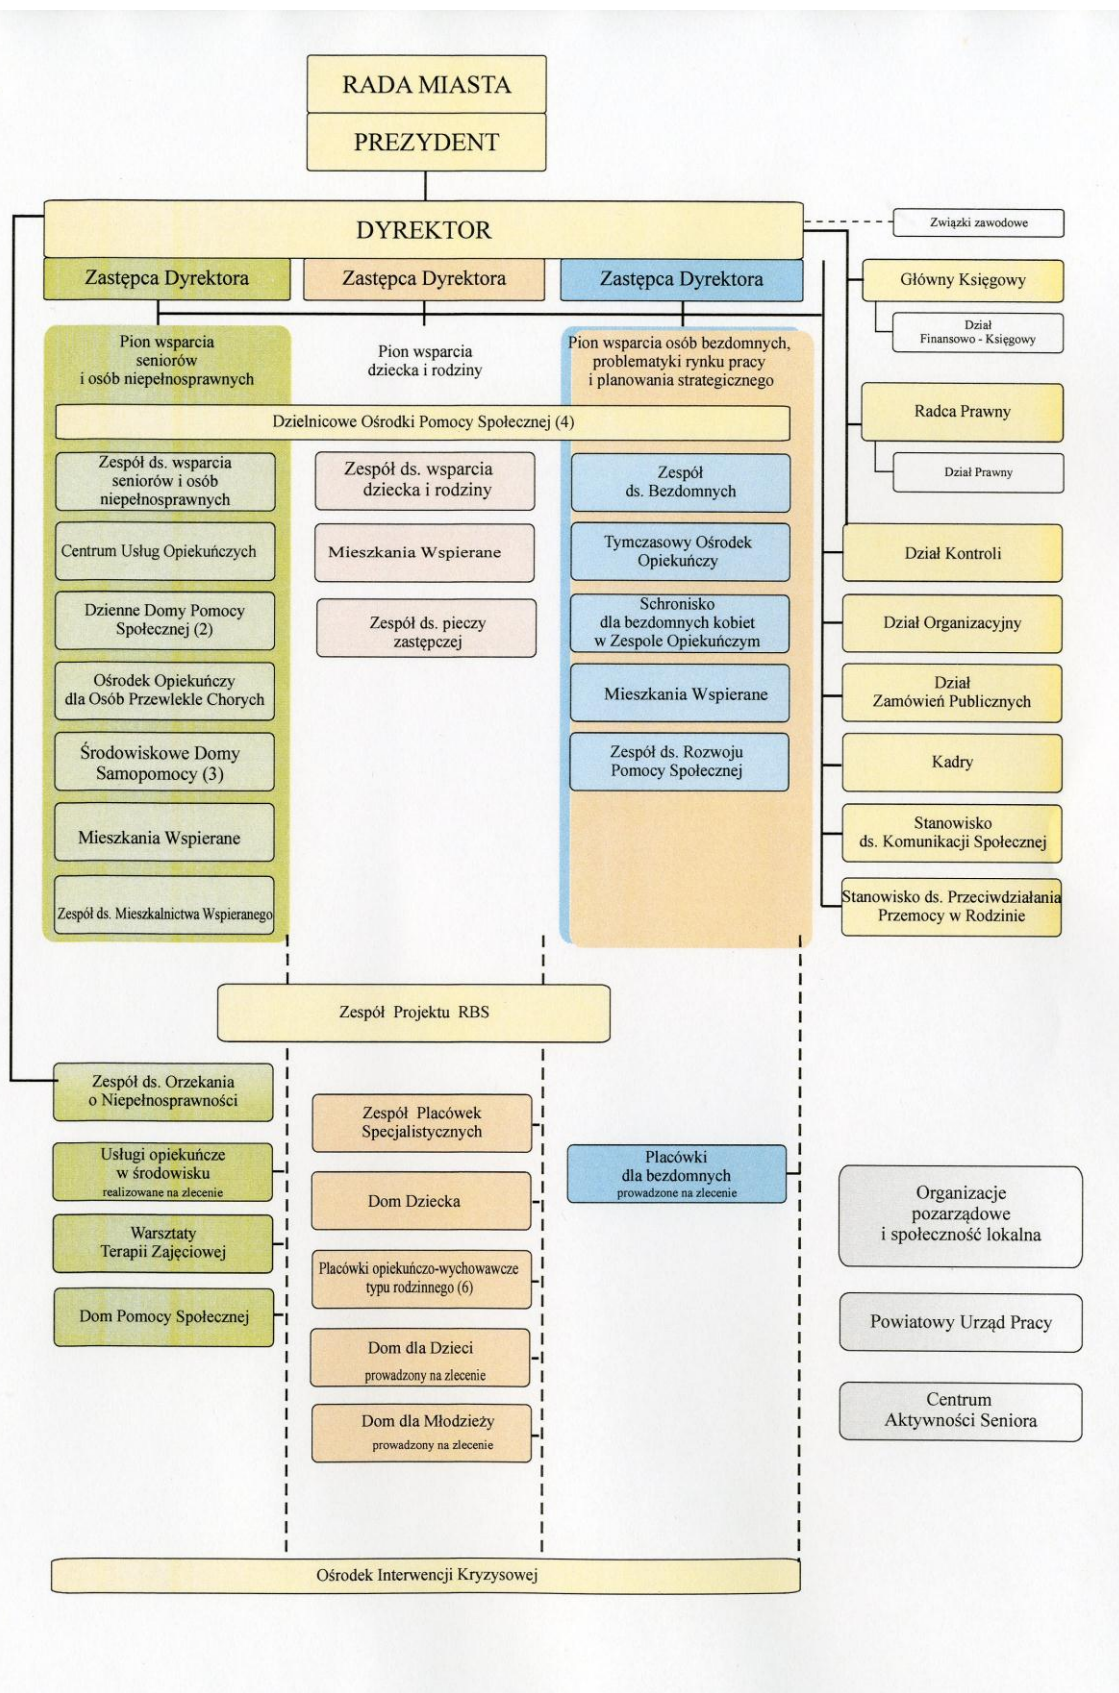 RADA MIASTA
PREZYDENT
DYREKTOR
Związki zawodowe
Zastępca Dyrektora
Zastępca Dyrektora
Zastępca Dyrektora
Główny Księgowy
Dział
Finansowo - Księgowy
Pion wsparcia
seniorów
i osób niepełnosprawnych
Pion wsparcia
dziecka i rodziny
Pion wsparcia osób bezdomnych,
problematyki rynku pracy
i planowania strategicznego
Radca Prawny
Dział Prawny
Dzielnicowe Ośrodki Pomocy Społecznej (4)
Zespół ds. wsparcia
seniorów i osób
niepełnosprawnych
Centrum Usług Opiekuńczych
Dzienne Domy Pomocy
Społecznej (2)
Ośrodek Opiekuńczy
dla Osób Przewlekle Chorych
Środowiskowe Domy
Samopomocy (3)
Mieszkania Wspierane
Zespół ds. Mieszkalnictwa Wspieranego
Zespół ds. wsparcia
dziecka i rodziny
Mieszkania Wspierane
Zespół ds. pieczy
zastępczej
Zespół
ds. Bezdomnych
Tymczasowy Ośrodek
Opiekuńczy
Schronisko
dla bezdomnych kobiet
w Zespole Opiekuńczym
Mieszkania Wspierane
Zespół ds. Rozwoju
Pomocy Społecznej
Dział Kontroli
Dział Organizacyjny
Dział
Zamówień Publicznych
Kadry
Stanowisko
ds. Komunikacji Społecznej
Stanowisko ds. Przeciwdziałania
Przemocy w Rodzinie
Zespół Projektu RBS
Zespół ds. Orzekania
o Niepełnosprawności
Usługi opiekuńcze
w środowisku
realizowane na zlecenie
Warsztaty
Terapii Zajęciowej
Dom Pomocy Społecznej
Zespół Placówek
Specjalistycznych
Dom Dziecka
Placówki opiekuńczo-wychowawcze
typu rodzinnego (6)
Dom dla Dzieci
prowadzony na zlecenie
Dom dla Młodzieży
prowadzony na zlecenie
Placówki
dla bezdomnych
prowadzone na zlecenie
Organizacje
pozarządowe
i społeczność lokalna
Powiatowy Urząd Pracy
Centrum
Aktywności Seniora
Ośrodek Interwencji Kryzysowej